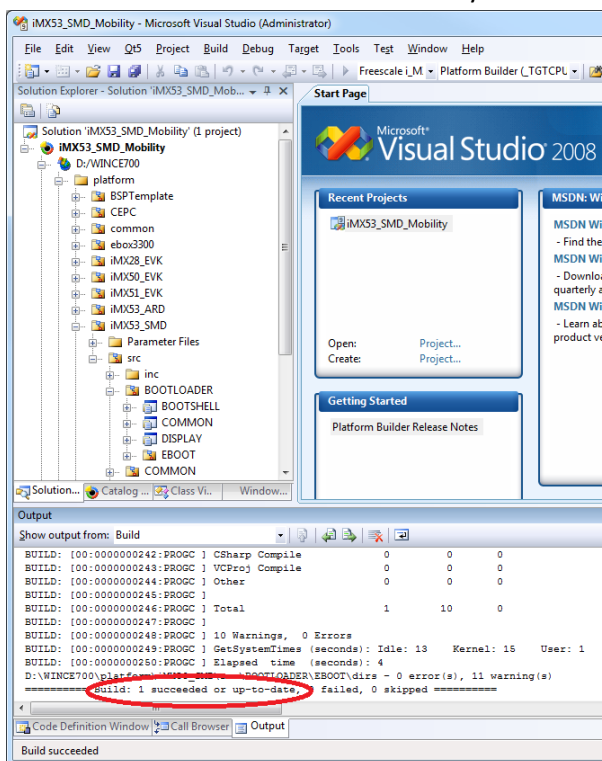 iMX53_SMD_Mobility - Microsoft Visual Studio (Administrator)
File Edit View Qt5 Project Build Debug Target Tools Test Window Help
Freescale i_M Platform Builder (_TGTCPU
Solution Explorer - Solution 'iMX53_SMD_Mob...
Start Page
Solution 'iMX53_SMD_Mobility' (1 project)
iMX53_SMD_Mobility
D:/WINCE700
platform
BSPTemplate
CEPC
common
ebox3300
iMX28_EVK
iMX50_EVK
iMX51_EVK
iMX53_ARD
iMX53_SMD
Parameter Files
src
inc
BOOTLOADER
BOOTSHELL
COMMON
DISPLAY
EBOOT
COMMON
Solution... Catalog ... Class Vi.. Window...
Microsoft®
Visual Studio 2008
Recent Projects
iMX53_SMD_Mobility
Open: Project...
Create: Project...
Getting Started
Platform Builder Release Notes
MSDN: Wi
MSDN Wi
- Find the
MSDN Wi
- Downloa
quarterly a
MSDN Wi
- Learn ab
product ve
Output
Show output from: Build
BUILD: [00:0000000242:PROGC ] CSharp Compile 0 0 0
BUILD: [00:0000000243:PROGC ] VCProj Compile 0 0 0
BUILD: [00:0000000244:PROGC ] Other 0 0 0
BUILD: [00:0000000245:PROGC ]
BUILD: [00:0000000246:PROGC ] Total 1 10 0
BUILD: [00:0000000247:PROGC ]
BUILD: [00:0000000248:PROGC ] 10 Warnings, 0 Errors
BUILD: [00:0000000249:PROGC ] GetSystemTimes (seconds): Idle: 13 Kernel: 15 User: 1
BUILD: [00:0000000250:PROGC ] Elapsed time (seconds): 4
D:\WINCE700\platform\iMX53_SMD\src\BOOTLOADER\EBOOT\dirs - 0 error(s), 11 warning(s)
========== Build: 1 succeeded or up-to-date, failed, 0 skipped ==========
Code Definition Window Call Browser Output
Build succeeded